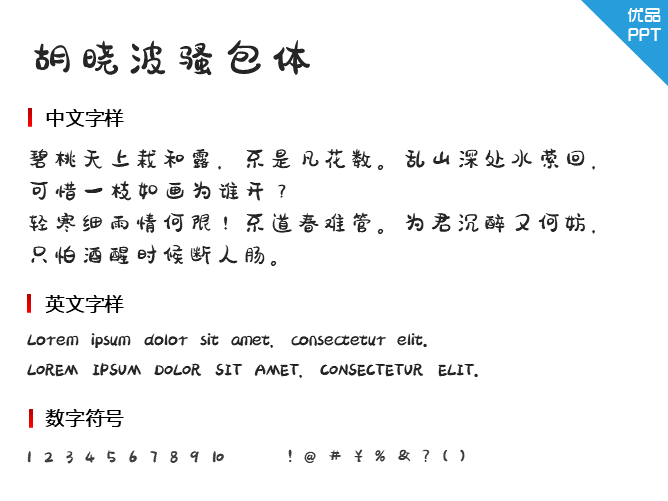 优品
PPT
胡晓波骚包体
中文字样
碧桃天上栽和露，不是凡花数。乱山深处水萦回，
可惜一枝如画为谁开？
轻寒细雨情何限！不道春难管。为君沉醉又何妨，
只怕酒醒时候断人肠。
英文字样
Lorem ipsum dolor sit amet, consectetur elit.
LOREM IPSUM DOLOR SIT AMET, CONSECTETUR ELIT.
数字符号
1 2 3 4 5 6 7 8 9 10 ! @ # ¥ % & ? ( )